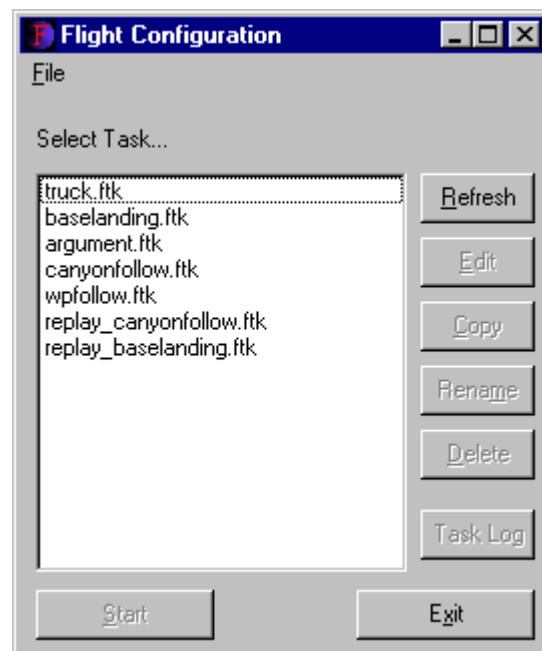 F Flight Configuration
File
Select Task...
truck.ftk
baselanding.ftk
argument.ftk
canyonfollow.ftk
wpfollow.ftk
replay_canyonfollow.ftk
replay_baselanding.ftk
Refresh
Edit
Copy
Rename
Delete
Task Log
Start
Exit